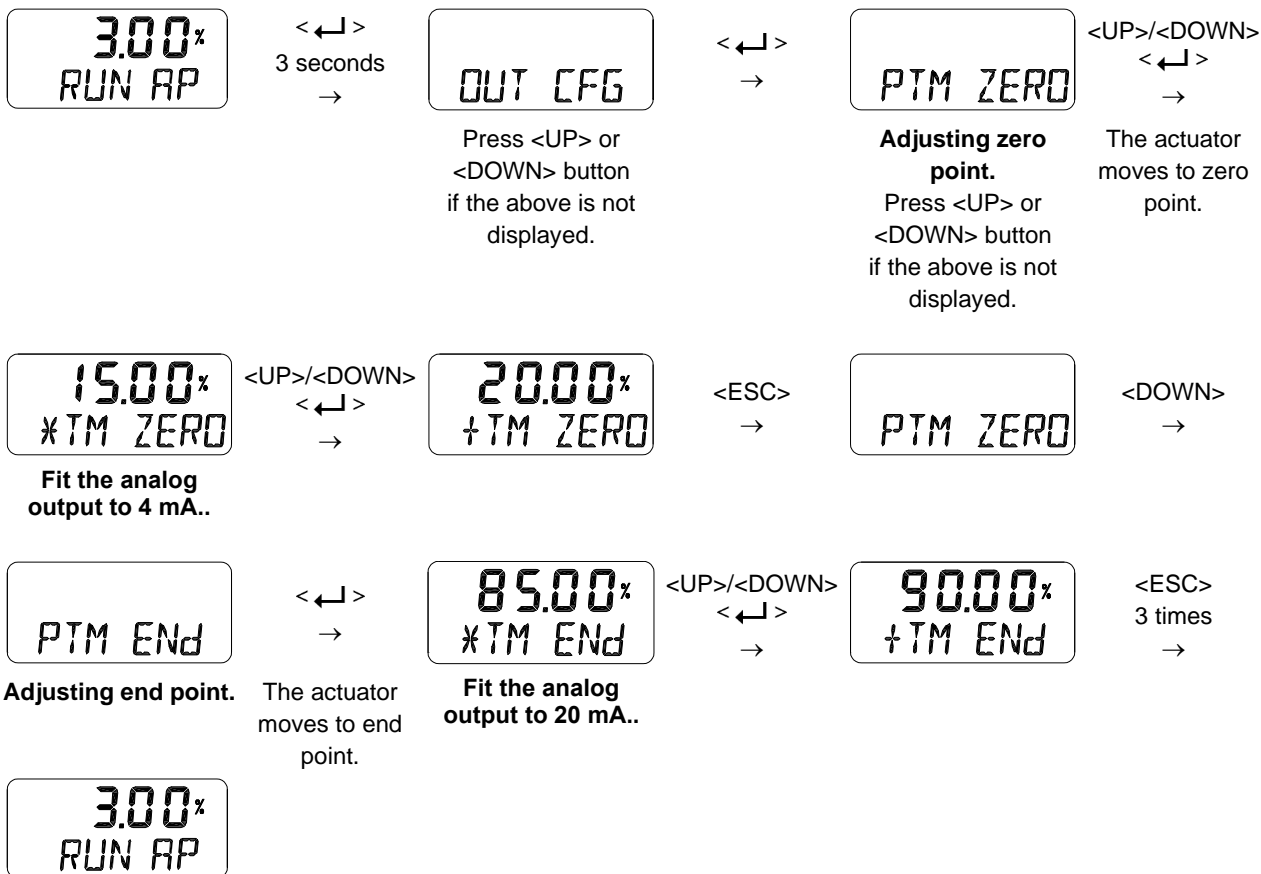 3.00%
RUN AP
< ↵ >
3 seconds
→
OUT CFG
Press <UP> or
<DOWN> button
if the above is not
displayed.
< ↵ >
→
PTM ZERO
Adjusting zero
point.
Press <UP> or
<DOWN> button
if the above is not
displayed.
<UP>/<DOWN>
< ↵ >
→
The actuator
moves to zero
point.
15.00%
*TM ZERO
Fit the analog
output to 4 mA..
<UP>/<DOWN>
< ↵ >
→
20.00%
+TM ZERO
<ESC>
→
PTM ZERO
<DOWN>
→
PTM ENd
Adjusting end point.
< ↵ >
→
The actuator
moves to end
point.
85.00%
*TM ENd
Fit the analog
output to 20 mA..
<UP>/<DOWN>
< ↵ >
→
90.00%
+TM ENd
<ESC>
3 times
→
3.00%
RUN AP